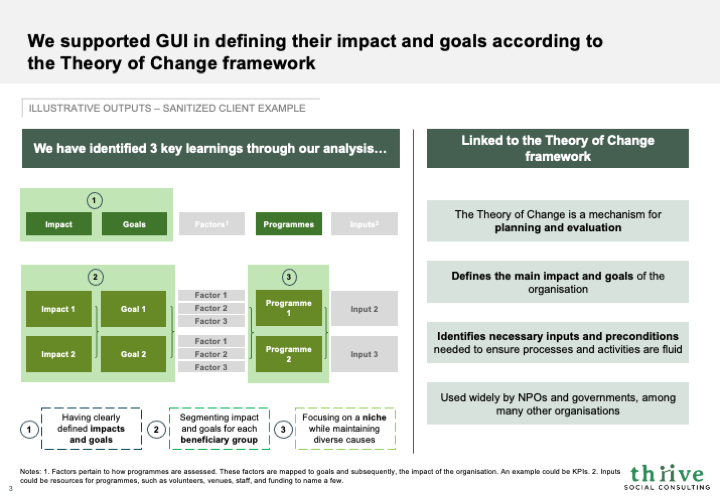 We supported GUI in defining their impact and goals according to
the Theory of Change framework
ILLUSTRATIVE OUTPUTS – SANITIZED CLIENT EXAMPLE
We have identified 3 key learnings through our analysis…
1
Impact
Goals
Factors¹
Programmes
Inputs²
2
3
Impact 1
Goal 1
Factor 1
Factor 2
Factor 3
Programme
1
Input 2
Impact 2
Goal 2
Factor 1
Factor 2
Factor 3
Programme
2
Input 3
1
Having clearly
defined impacts
and goals
2
Segmenting impact
and goals for each
beneficiary group
3
Focusing on a niche
while maintaining
diverse causes
Linked to the Theory of Change
framework
The Theory of Change is a mechanism for
planning and evaluation
Defines the main impact and goals of the
organisation
Identifies necessary inputs and preconditions
needed to ensure processes and activities are fluid
Used widely by NPOs and governments, among
many other organisations
Notes: 1. Factors pertain to how programmes are assessed. These factors are mapped to goals and subsequently, the impact of the organisation. An example could be KPIs. 2. Inputs
could be resources for programmes, such as volunteers, venues, staff, and funding to name a few.
3
thriive
SOCIAL CONSULTING